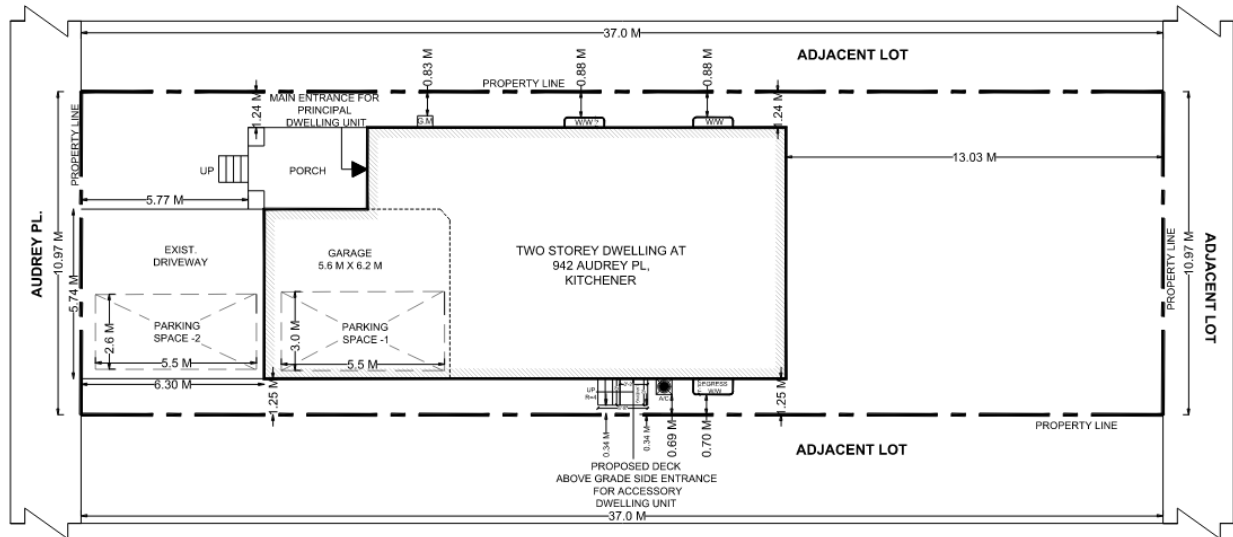 37.0 M
ADJACENT LOT
0.83 M
0.88 M
0.88 M
PROPERTY LINE
1.24 M
1.24 M
MAIN ENTRANCE FOR
PRINCIPAL
DWELLING UNIT
G.M
W/W ?
W/W
PROPERTY LINE
UP
PORCH
13.03 M
5.77 M
AUDREY PL.
10.97 M
5.74 M
EXIST.
DRIVEWAY
GARAGE
5.6 M X 6.2 M
TWO STOREY DWELLING AT
942 AUDREY PL,
KITCHENER
PROPERTY LINE
10.97 M
ADJACENT LOT
2.6 M
PARKING
SPACE -2
5.5 M
3.0 M
PARKING
SPACE -1
5.5 M
6.30 M
1.25 M
UP
R=4
A/C
EGRESS
W/W
1.25 M
0.34 M
0.34 M
0.69 M
0.70 M
PROPERTY LINE
ADJACENT LOT
PROPOSED DECK
ABOVE GRADE SIDE ENTRANCE
FOR ACCESSORY
DWELLING UNIT
37.0 M